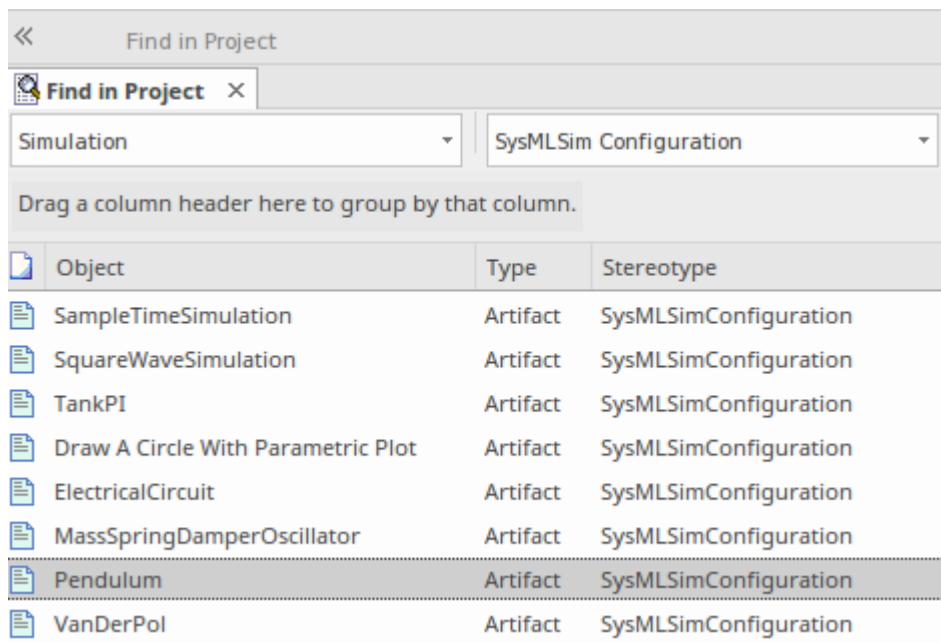 Find in Project
Find in Project
Simulation SysMLSim Configuration
Drag a column header here to group by that column.
Object Type Stereotype
SampleTimeSimulation Artifact SysMLSimConfiguration
SquareWaveSimulation Artifact SysMLSimConfiguration
TankPI Artifact SysMLSimConfiguration
Draw A Circle With Parametric Plot Artifact SysMLSimConfiguration
ElectricalCircuit Artifact SysMLSimConfiguration
MassSpringDamperOscillator Artifact SysMLSimConfiguration
Pendulum Artifact SysMLSimConfiguration
VanDerPol Artifact SysMLSimConfiguration